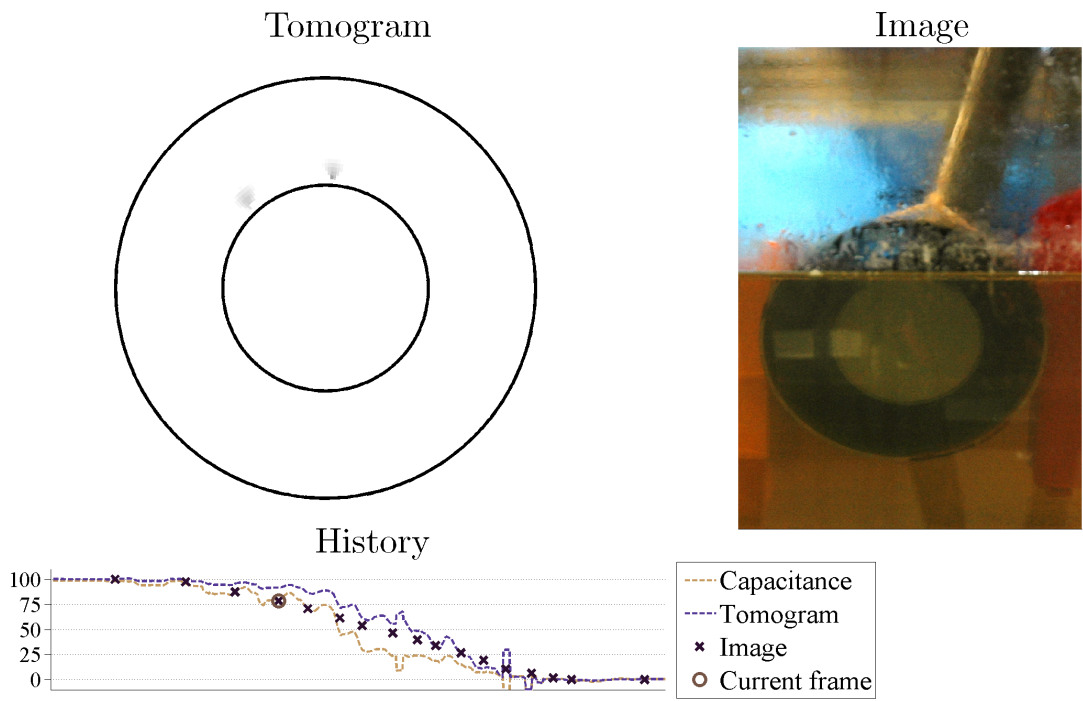 Tomogram
Image
History
100
75
50
25
0
Capacitance
Tomogram
Image
Current frame